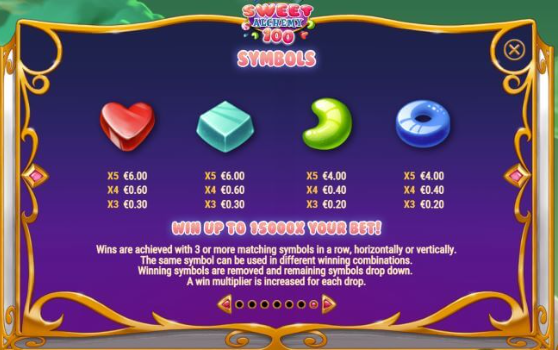 SWEET
ALCHEMY
100
SYMBOLS
X5 €6.00 X5 €6.00 X5 €4.00 X5 €4.00
X4 €0.60 X4 €0.60 X4 €0.40 X4 €0.40
X3 €0.30 X3 €0.30 X3 €0.20 X3 €0.20
WIN UP TO 15000X YOUR BET!
Wins are achieved with 3 or more matching symbols in a row, horizontally or vertically.
The same symbol can be used in different winning combinations.
Winning symbols are removed and remaining symbols drop down.
A win multiplier is increased for each drop.